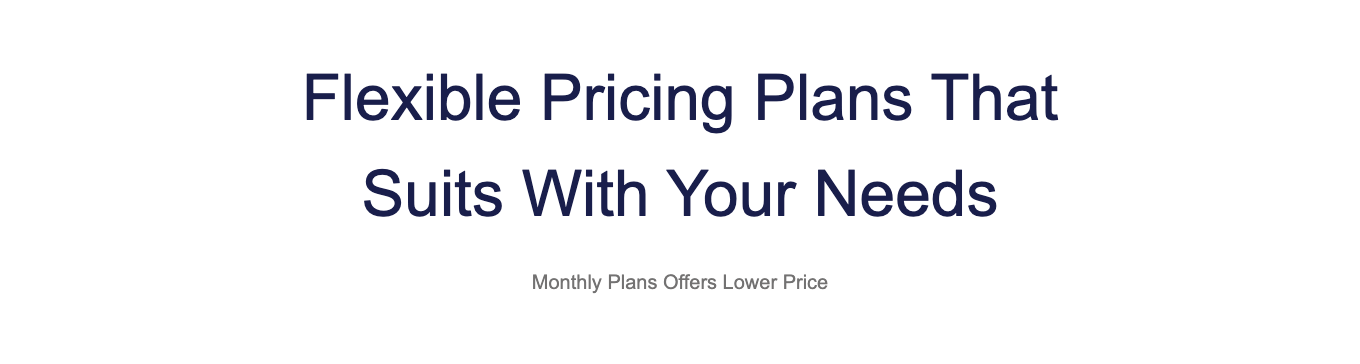 Flexible Pricing Plans That
Suits With Your Needs
Monthly Plans Offers Lower Price